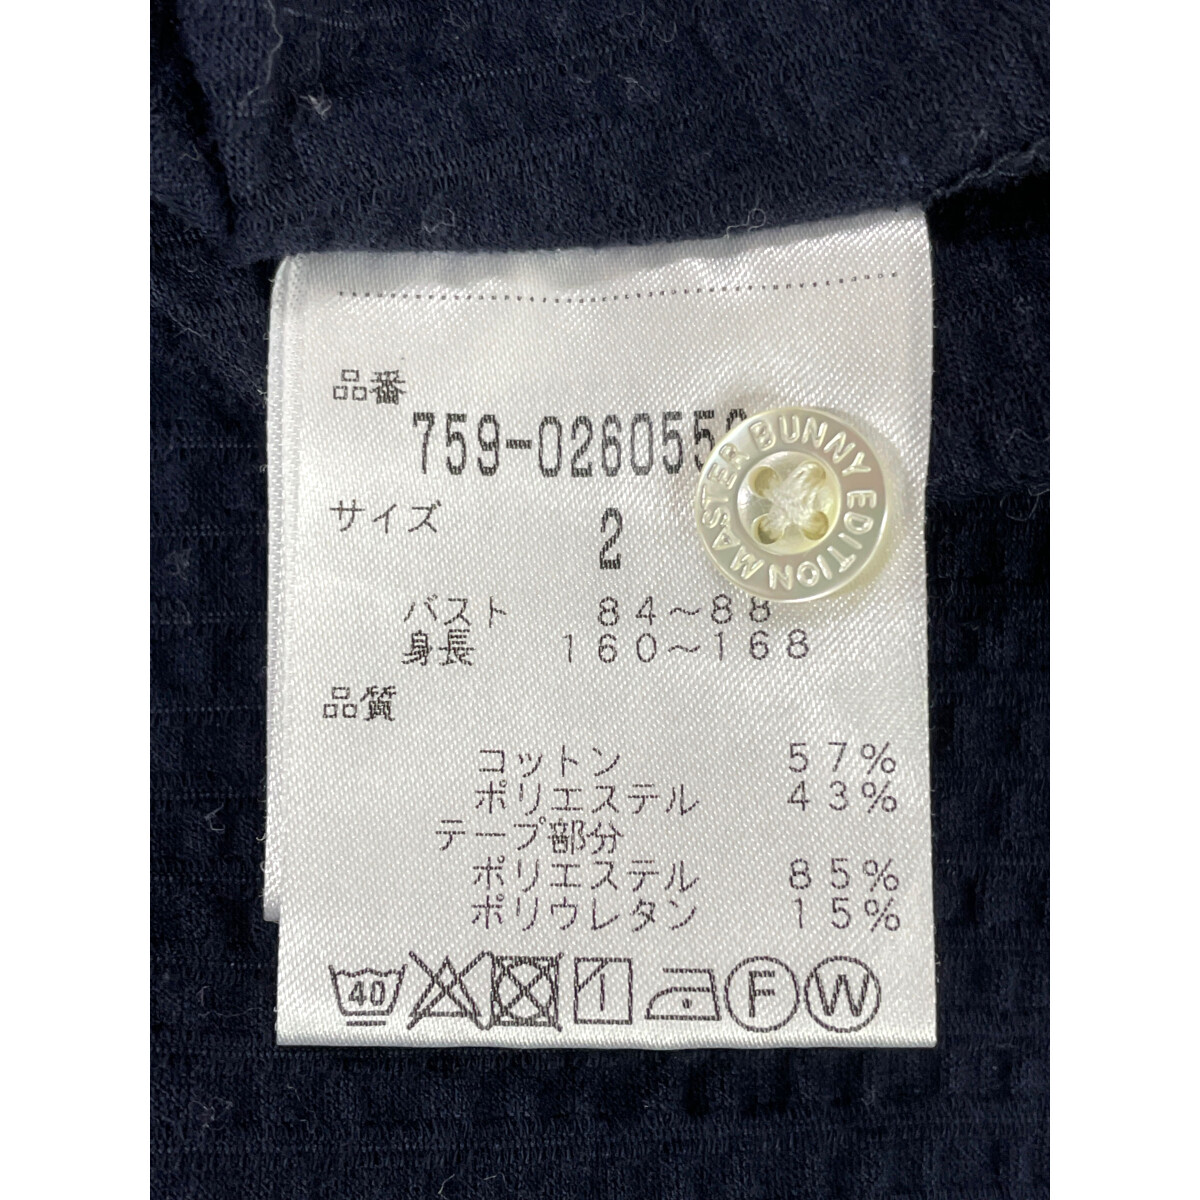 品番
759-026055
MASTER BUNNY EDITION
サイズ 2
バスト 84~88
身長 160~168
品質
コットン 57%
ポリエステル 43%
テープ部分
ポリエステル 85%
ポリウレタン 15%
40 F W